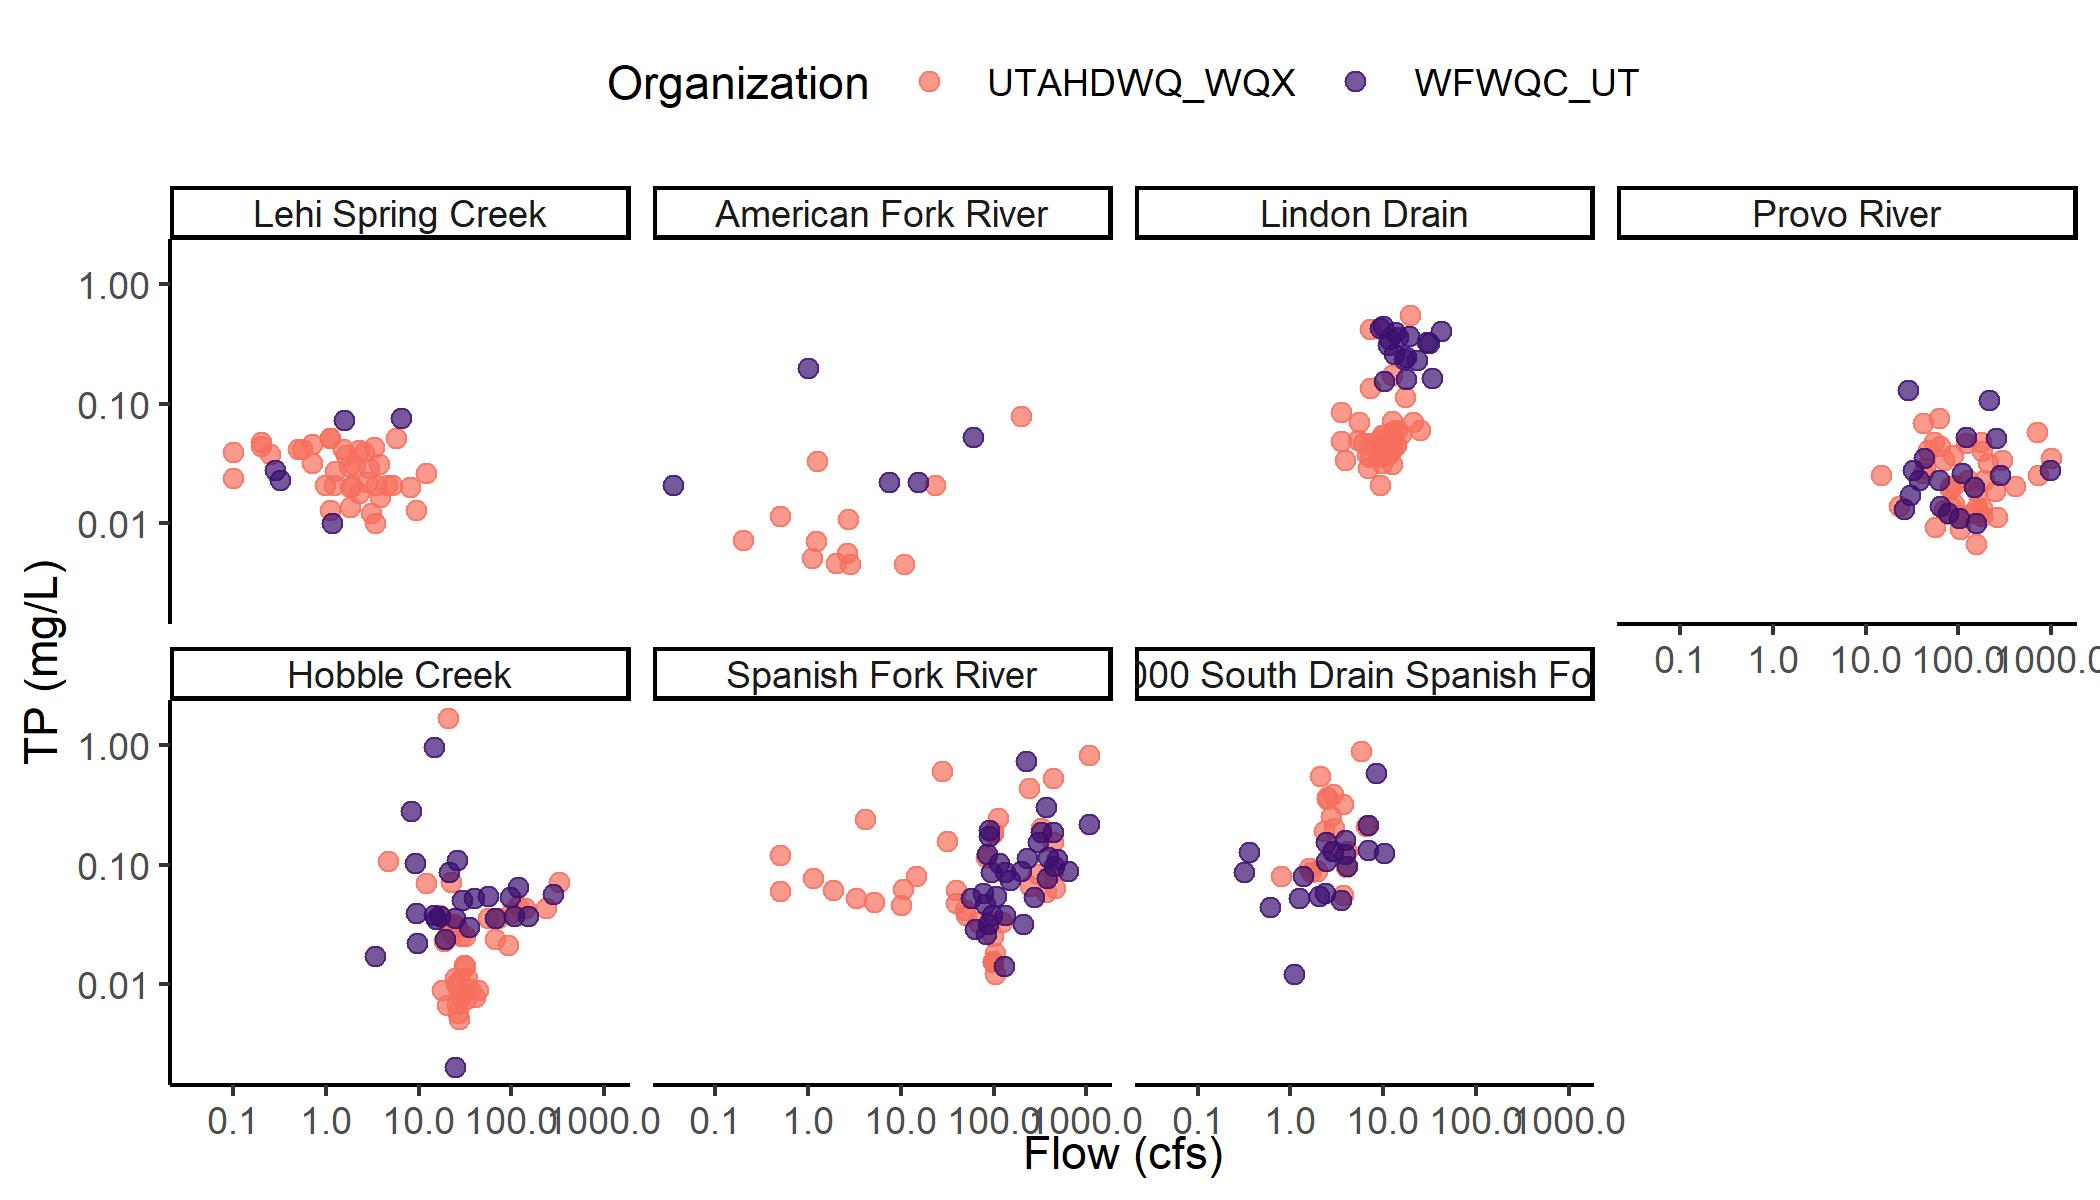 Organization UTAHDWQ_WQX WFWQC_UT
Lehi Spring Creek American Fork River Lindon Drain Provo River
1.00
0.10
0.01
0.1 1.0 10.0 100.0 1000.0
TP (mg/L)
Hobble Creek Spanish Fork River 000 South Drain Spanish Fo
1.00
0.10
0.01
0.1 1.0 10.0 100.0 1000.0 0.1 1.0 10.0 100.0 1000.0 0.1 1.0 10.0 100.0 1000.0
Flow (cfs)